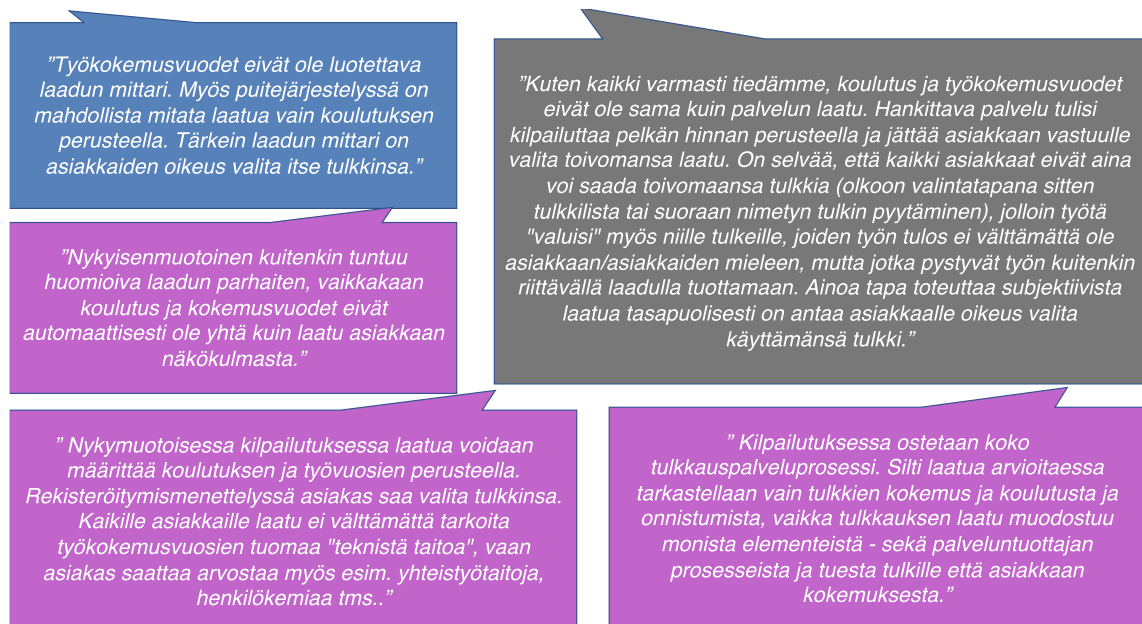 ”Työkokemusvuodet eivät ole luotettava
laadun mittari. Myös puitejärjestelyssä on
mahdollista mitata laatua vain koulutuksen
perusteella. Tärkein laadun mittari on
asiakkaiden oikeus valita itse tulkkinsa.”
”Kuten kaikki varmasti tiedämme, koulutus ja työkokemusvuodet
eivät ole sama kuin palvelun laatu. Hankittava palvelu tulisi
kilpailuttaa pelkän hinnan perusteella ja jättää asiakkaan vastuulle
valita toivomansa laatu. On selvää, että kaikki asiakkaat eivät aina
voi saada toivomaansa tulkkia (olkoon valintatapana sitten
tulkkilista tai suoraan nimetyn tulkin pyytäminen), jolloin työtä
"valuisi" myös niille tulkeille, joiden työn tulos ei välttämättä ole
asiakkaan/asiakkaiden mieleen, mutta jotka pystyvät työn kuitenkin
riittävällä laadulla tuottamaan. Ainoa tapa toteuttaa subjektiivista
laatua tasapuolisesti on antaa asiakkaalle oikeus valita
käyttämänsä tulkki.”
”Nykyisenmuotoinen kuitenkin tuntuu
huomioiva laadun parhaiten, vaikkakaan
koulutus ja kokemusvuodet eivät
automaattisesti ole yhtä kuin laatu asiakkaan
näkökulmasta.”
” Nykymuotoisessa kilpailutuksessa laatua voidaan
määrittää koulutuksen ja työvuosien perusteella.
Rekisteröitymismenettelyssä asiakas saa valita tulkkinsa.
Kaikille asiakkaille laatu ei välttämättä tarkoita
työkokemusvuosien tuomaa "teknistä taitoa", vaan
asiakas saattaa arvostaa myös esim. yhteistyötaitoja,
henkilökemiaa tms..”
” Kilpailutuksessa ostetaan koko
tulkkauspalveluprosessi. Silti laatua arvioitaessa
tarkastellaan vain tulkkien kokemus ja koulutusta ja
onnistumista, vaikka tulkkauksen laatu muodostuu
monista elementeistä - sekä palveluntuottajan
prosesseista ja tuesta tulkille että asiakkaan
kokemuksesta.”